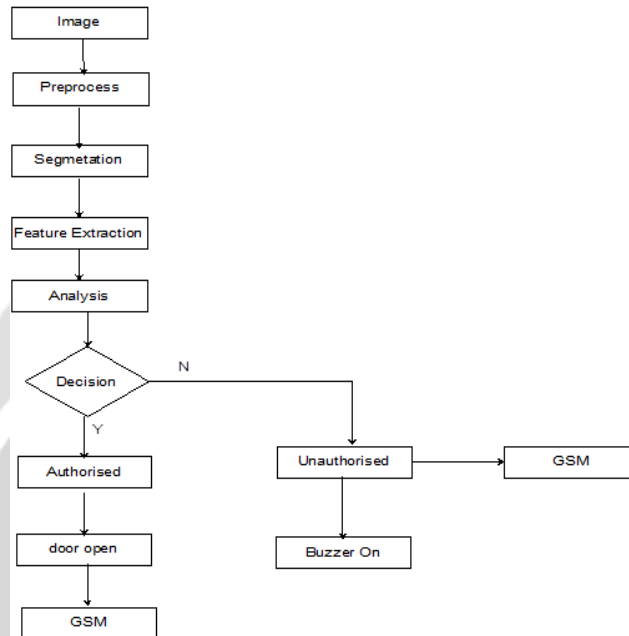 Image
Preprocess
Segmetation
Feature Extraction
Analysis
Decision
N
Y
Authorised
Unauthorised
GSM
door open
Buzzer On
GSM